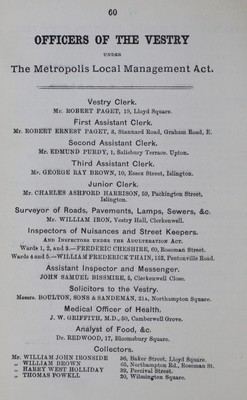 60
OFFICERS OF THE VESTRY
UNDER
The Metropolis Local Management Act.
Vestry Clerk.
Mr. ROBERT PAGET, 19, Lloyd Square.
First Assistant Clerk.
Mr. ROBERT ERNEST PAGET, 3, Stannard Road, Graham Road, E.
Second Assistant Clerk.
Mr. EDMUND PURDY, 1, Salisbury Terrace, Upton.
Third Assistant Clerk.
Mr. GEORGE RAY BROWN, 10, Essex Street, Islington.
Junior Clerk.
Mr. CHARLES ASHFORD HARRISON, 59, Packington Street,
Islington.
Surveyor of Roads, Pavements, Lamps, Sewers, &c.
Mr. WILLIAM IRON, Vestry Hall, Clerkenwell.
Inspectors of Nuisances and Street Keepers.
AND INSPECTORS UNDER THE ADULTERATION ACT.
Wards 1, 2, and 3.—FREDERIC CHESHIRE, 60, Rosoman Street.
Wards 4 and 5.—WILLIAM FREDERICK THAIN, 152, Pentonville Road.
Assistant Inspector and Messenger.
JOHN SAMUEL BISSMIRE, 2, Clerkenwell Close.
Solicitors to the Vestry.
Messrs. BOULTON, SONS & SANDEMAN, 21A, Northampton Square.
Medical Officer of Health.
J. W. GRIFFITH, M.D., 50, Camberwell Grove.
Analyst of Food, &c.
Dr. REDWOOD, 17, Bloomsbury Square.
Collectors.
Mr. WILLIAM JOHN IRONSIDE 36, Baker Street, Lloyd Square.
„ WILLIAM BROWN 65, Northampton Rd., Rosoman St.
„ HARRY WEST HOLLIDAY 39, Percival Street.
„ THOMAS POWELL 20, Wilmington Square.